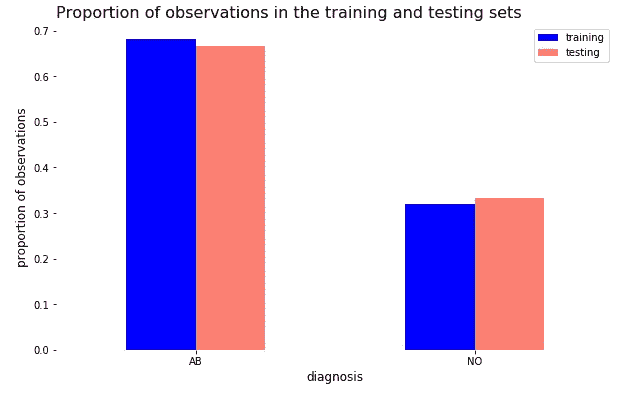 Proportion of observations in the training and testing sets
training
testing
proportion of observations
0.7
0.6
0.5
0.4
0.3
0.2
0.1
0.0
AB
NO
diagnosis